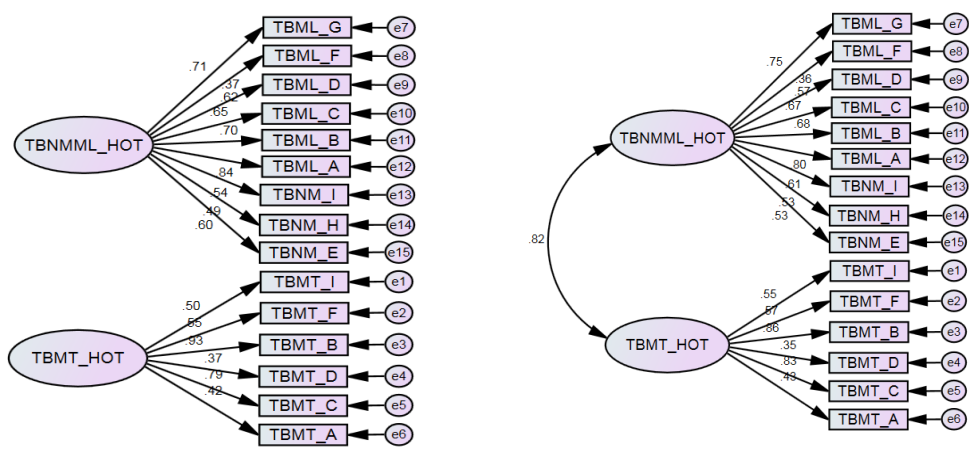 TBML_G e7
.71
TBML_F e8
.37
TBML_D e9
.62
TBML_C e10
.65
TBNMML_HOT
TBML_B e11
.70
TBML_A e12
.84
TBNM_I e13
.54
TBNM_H e14
.49
.60
TBNM_E e15
TBMT_I e1
.50
TBMT_F e2
.55
.93
TBMT_B e3
TBMT_HOT
.37
TBMT_D e4
.79
.42
TBMT_C e5
TBMT_A e6
TBML_G e7
.75
TBML_F e8
.36
TBML_D e9
.57
.67
TBML_C e10
TBNMML_HOT
.68
TBML_B e11
TBML_A e12
.80
TBNM_I e13
.61
TBNM_H e14
.53
.53
TBNM_E e15
.82
TBMT_I e1
.55
TBMT_F e2
.57
.86
TBMT_B e3
TBMT_HOT
.35
TBMT_D e4
.83
.43
TBMT_C e5
TBMT_A e6